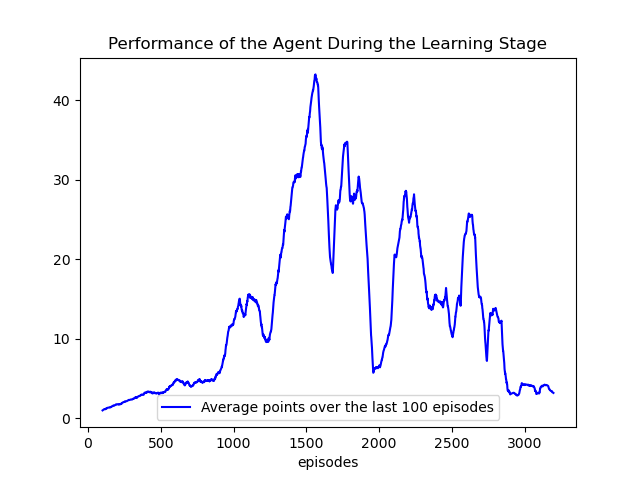 Performance of the Agent During the Learning Stage
40
30
20
10
0
Average points over the last 100 episodes
0 500 1000 1500 2000 2500 3000
episodes